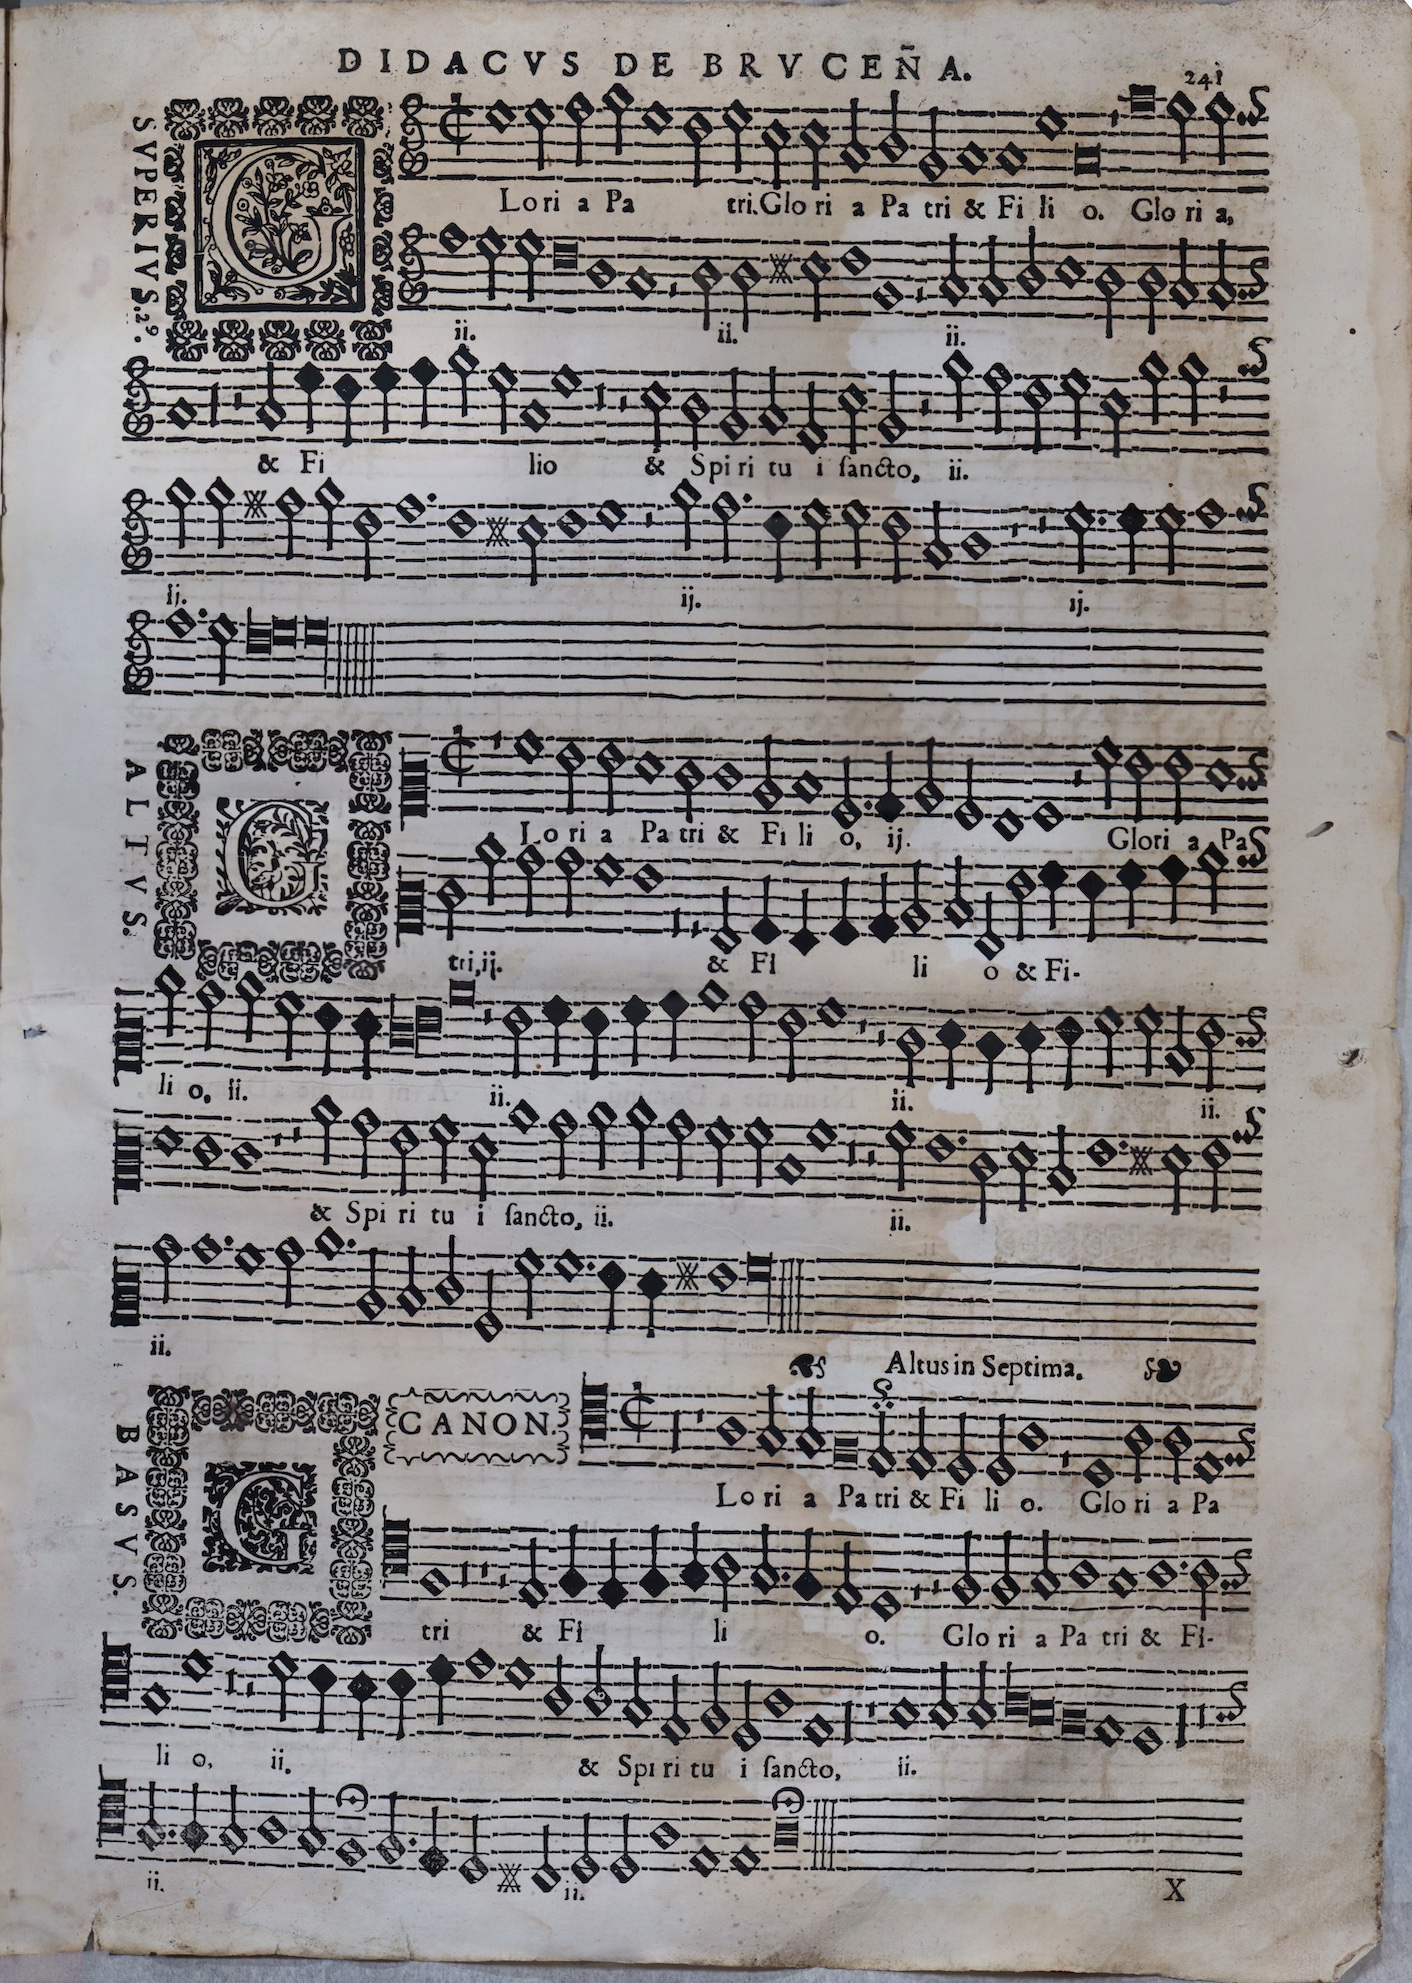 DIDACVS DE BRVCEÑA.
241
SVPERIVS. 2º.
G
Lori a Pa tri. Glo ri a Pa tri & Fi li o. Glo ri a,
ii. ii. ii.
& Fi lio & Spi ri tu i ſancto, ii.
ij. ij. ij.
ALTVS.
G
Lo ri a Pa tri & Fi li o, ij. Glori a Pa
tri, ij. & Fi li o & Fi-
li o, ii. ii. ii. ii.
& Spi ri tu i ſancto, ii. ii.
ii.
Altus in Septima.
BASVS.
G
CANON.
Lo ri a Pa tri & Fi li o. Glo ri a Pa
tri & Fi li o. Glo ri a Pa tri & Fi-
li o, ii. & Spi ri tu i ſancto, ii.
ii. ii.
X